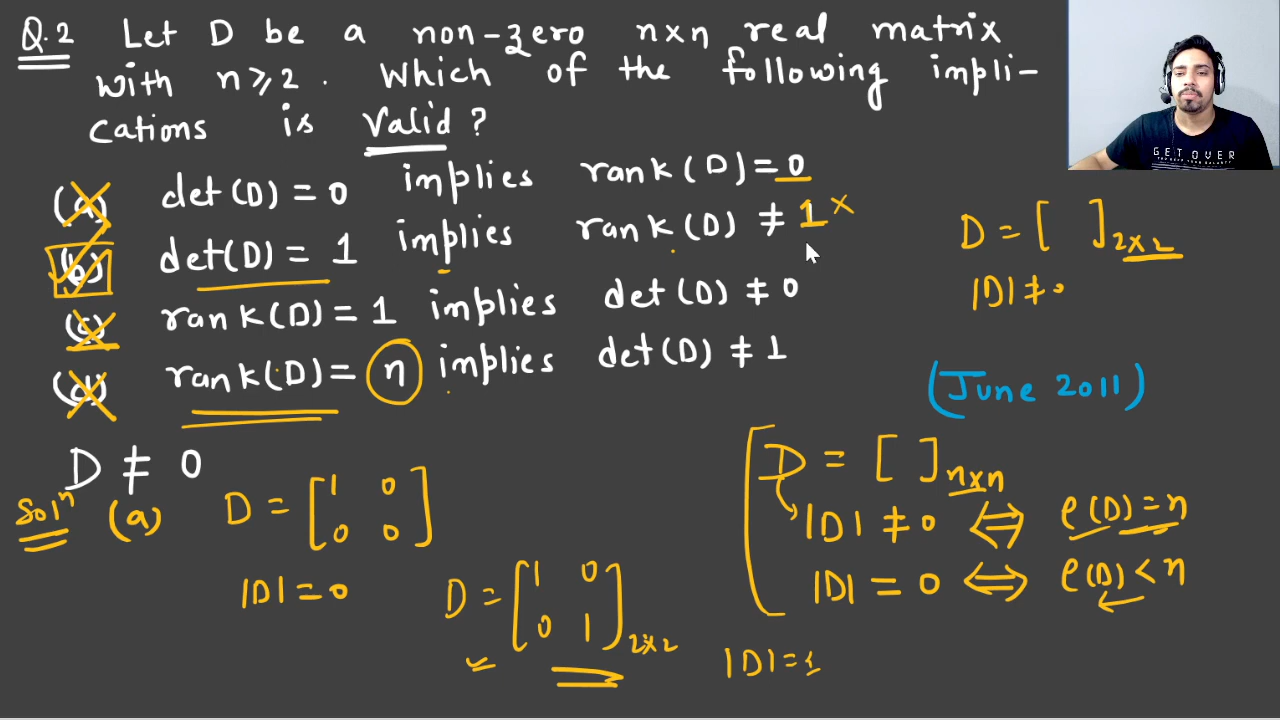 Q.2 Let D be a non-zero n×n real matrix
with n ≥ 2. Which of the following impli-
cations is valid?
(a) det(D) = 0 implies rank(D) = 0
(b) det(D) = 1 implies rank(D) ≠ 1 ×
(c) rank(D) = 1 implies det(D) ≠ 0
(d) rank(D) = n implies det(D) ≠ 1
D = [ ]2×2
|D| ≠ 0
(June 2011)
D ≠ 0
Solⁿ (a) D = [1 0
0 0]
|D| = 0
D = [1 0
0 1]2×2
|D| = 1
D = [ ]n×n
|D| ≠ 0 ⇔ ρ(D) = n
|D| = 0 ⇔ ρ(D) < n
GET OVER